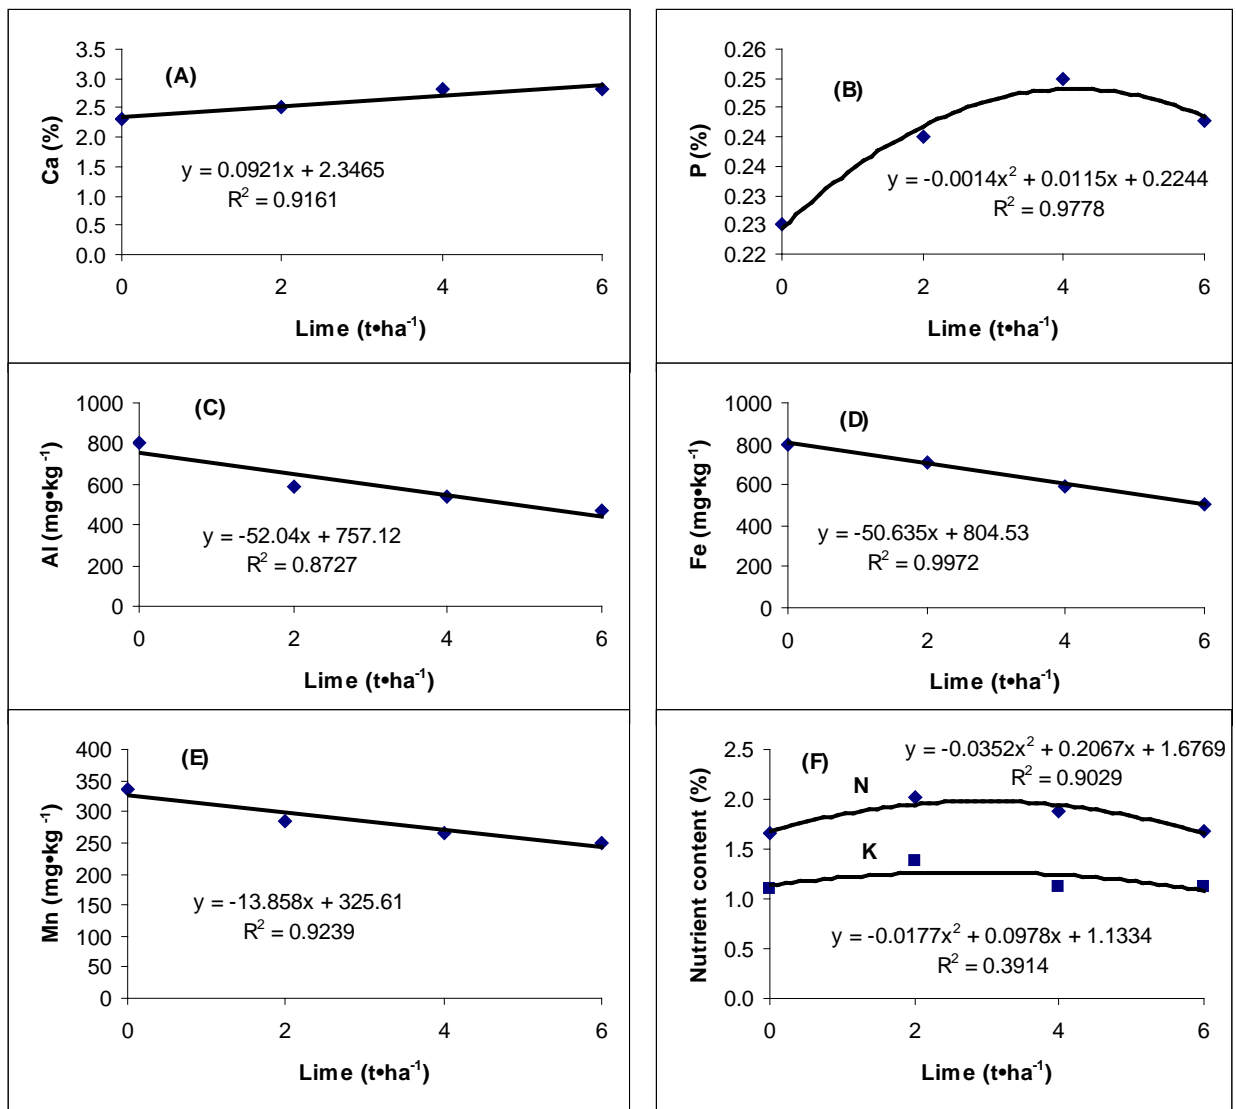 (A)
Ca (%)
3.5
3.0
2.5
2.0
1.5
1.0
0.5
0.0
y = 0.0921x + 2.3465
R² = 0.9161
0 2 4 6
Lime (t•ha⁻¹)
(B)
P (%)
0.26
0.25
0.25
0.24
0.24
0.23
0.23
0.22
y = -0.0014x² + 0.0115x + 0.2244
R² = 0.9778
0 2 4 6
Lime (t•ha⁻¹)
(C)
Al (mg•kg⁻¹)
1000
800
600
400
200
0
y = -52.04x + 757.12
R² = 0.8727
0 2 4 6
Lime (t•ha⁻¹)
(D)
Fe (mg•kg⁻¹)
1000
800
600
400
200
0
y = -50.635x + 804.53
R² = 0.9972
0 2 4 6
Lime (t•ha⁻¹)
(E)
Mn (mg•kg⁻¹)
400
350
300
250
200
150
100
50
0
y = -13.858x + 325.61
R² = 0.9239
0 2 4 6
Lime (t•ha⁻¹)
(F)
Nutrient content (%)
2.5
2.0
1.5
1.0
0.5
0.0
y = -0.0352x² + 0.2067x + 1.6769
R² = 0.9029
N
K
y = -0.0177x² + 0.0978x + 1.1334
R² = 0.3914
0 2 4 6
Lime (t•ha⁻¹)